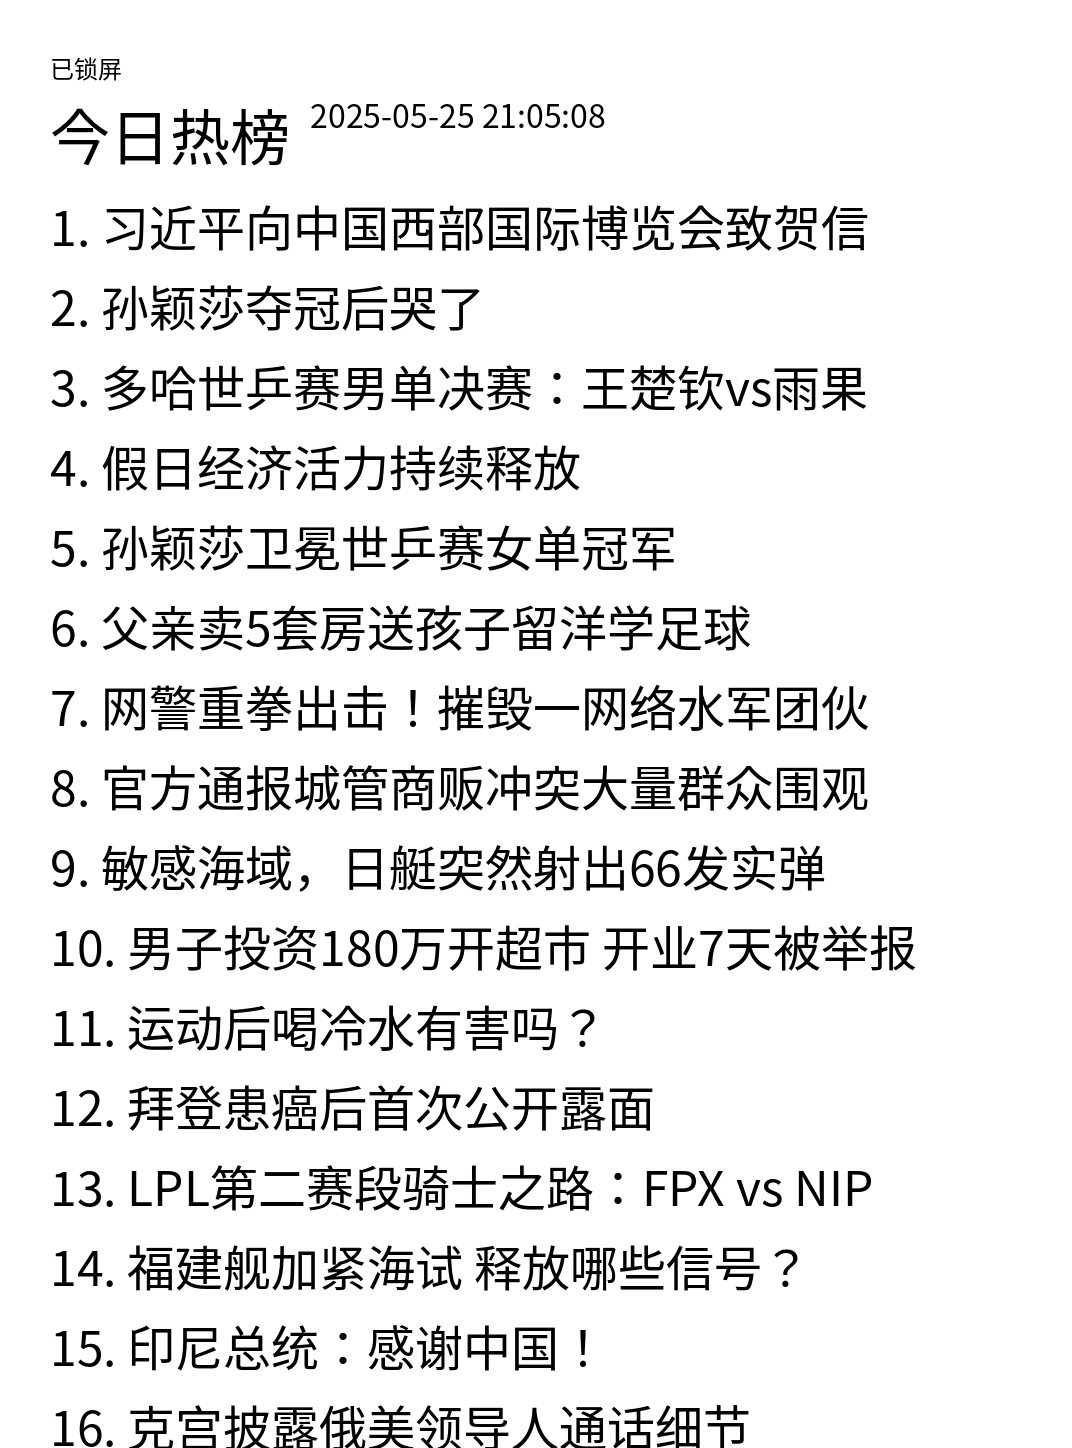 已锁屏
今日热榜 2025-05-25 21:05:08
1. 习近平向中国西部国际博览会致贺信
2. 孙颖莎夺冠后哭了
3. 多哈世乒赛男单决赛：王楚钦vs雨果
4. 假日经济活力持续释放
5. 孙颖莎卫冕世乒赛女单冠军
6. 父亲卖5套房送孩子留洋学足球
7. 网警重拳出击！摧毁一网络水军团伙
8. 官方通报城管商贩冲突大量群众围观
9. 敏感海域，日艇突然射出66发实弹
10. 男子投资180万开超市 开业7天被举报
11. 运动后喝冷水有害吗？
12. 拜登患癌后首次公开露面
13. LPL第二赛段骑士之路：FPX vs NIP
14. 福建舰加紧海试 释放哪些信号？
15. 印尼总统：感谢中国！
16. 克宫披露俄美领导人通话细节